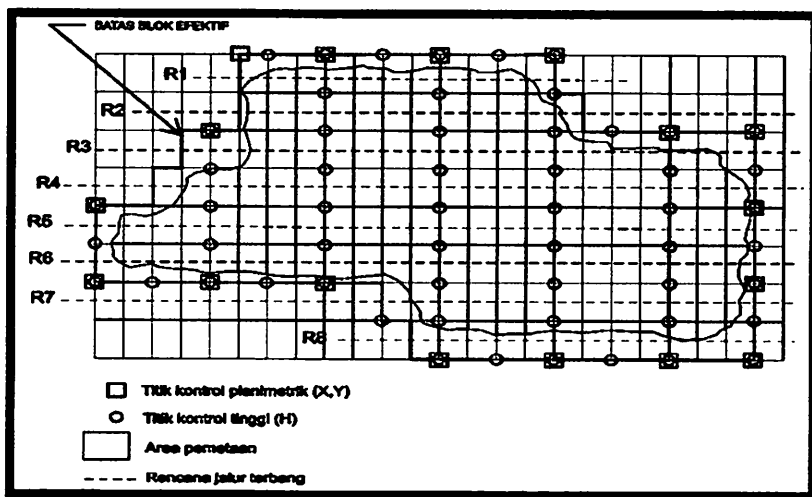 BATAS BLOK EFEKTIF
R1
R2
R3
R4
R5
R6
R7
R8
Titik kontrol planimetrik (X,Y)
Titik kontrol tinggi (H)
Area pemetaan
Rencana jalur terbang